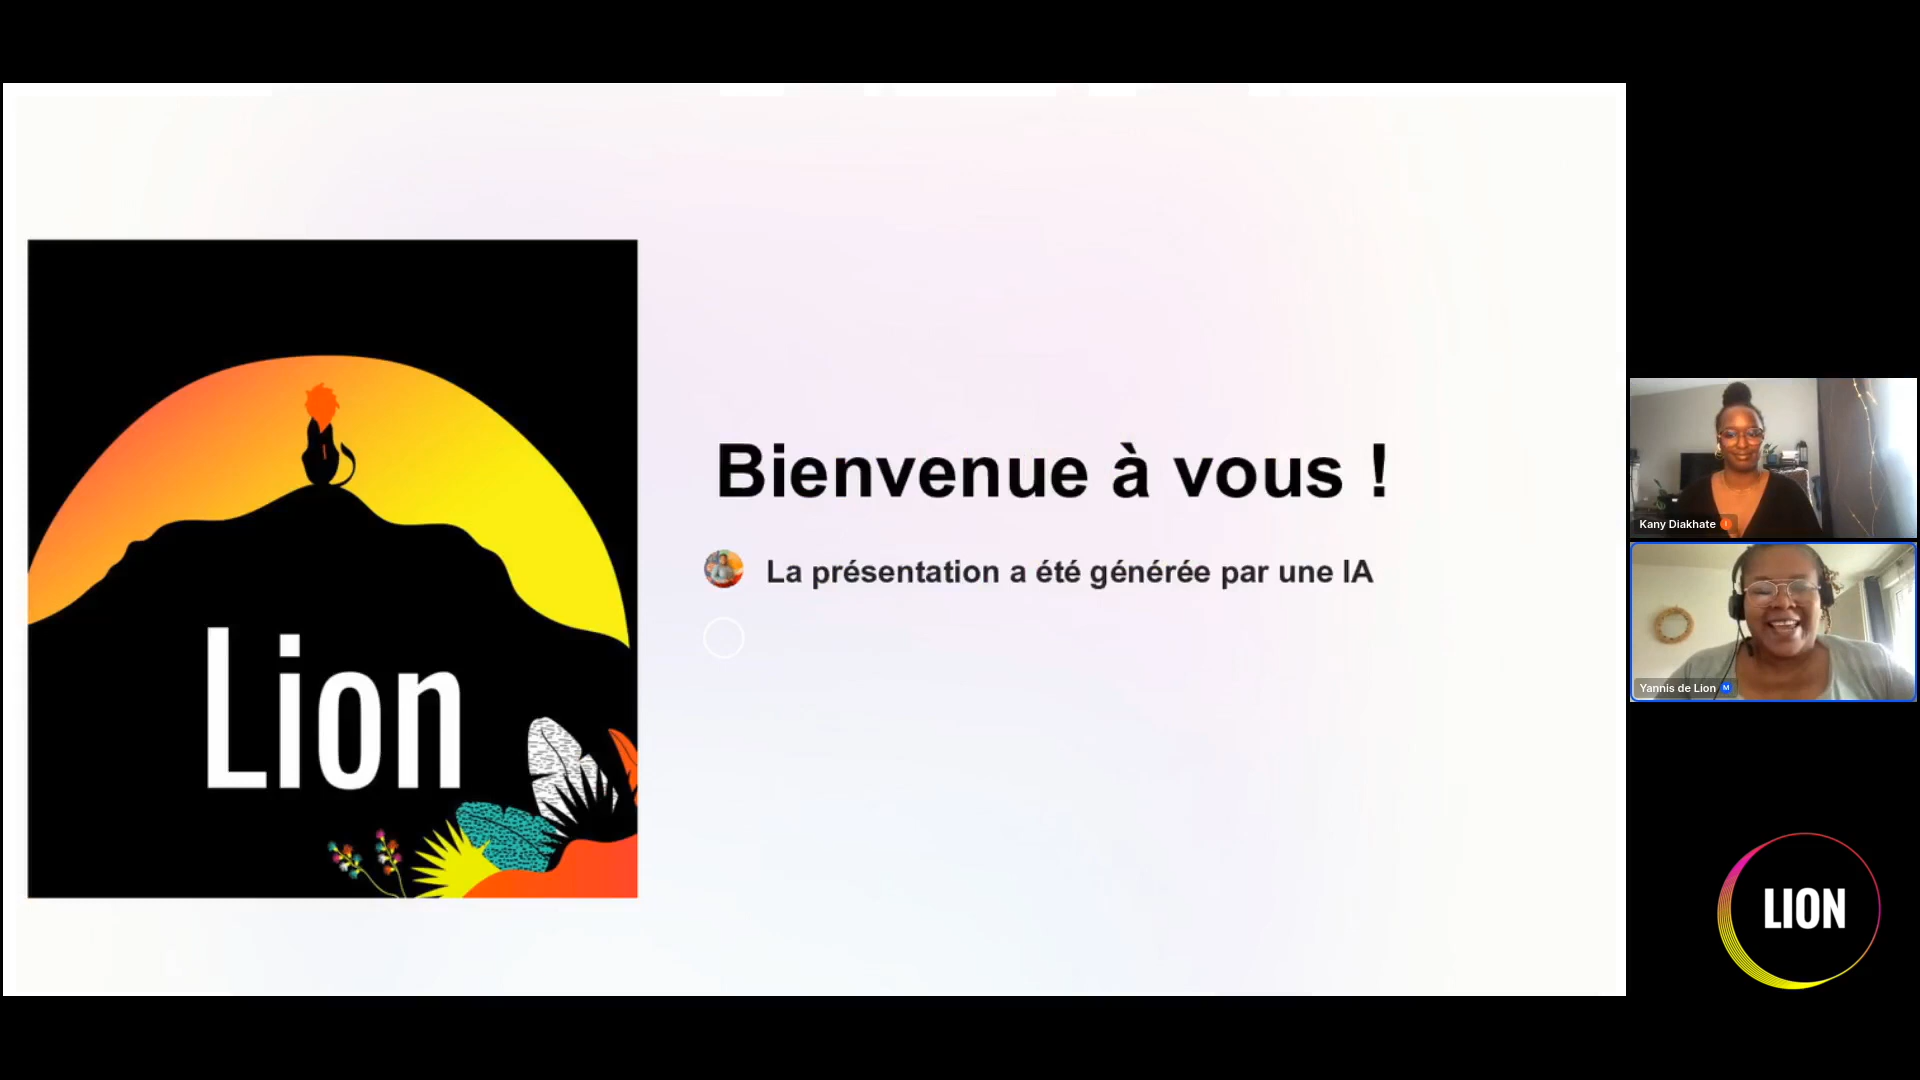 Bienvenue à vous !
La présentation a été générée par une IA
Lion
Kany Diakhate
Yannis de Lion M
LION